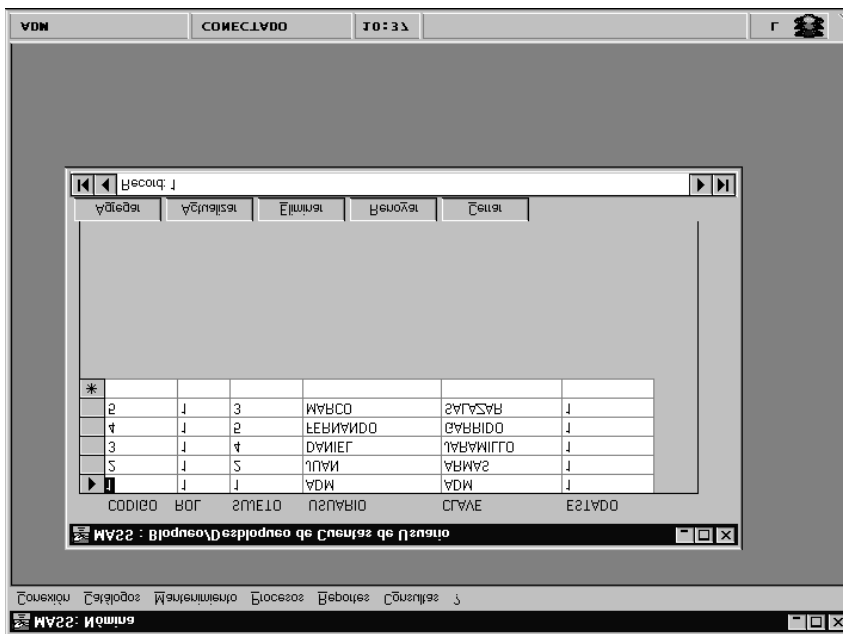 MASS: Nómina
Conexión Catálogos Mantenimiento Procesos Reportes Consultas ?
MASS : Bloqueo/Desbloqueo de Cuentas de Usuario
CODIGO ROL SUJETO USUARIO CLAVE ESTADO
1 1 1 ADM ADM 1
2 1 2 JUAN ARMAS 1
3 1 4 DANIEL JARAMILLO 1
4 1 5 FERNANDO GARRIDO 1
5 1 3 MARCO SALAZAR 1
*
Agregar Actualizar Eliminar Renovar Cerrar
Record: 1
ADM CONECTADO 10:37 L